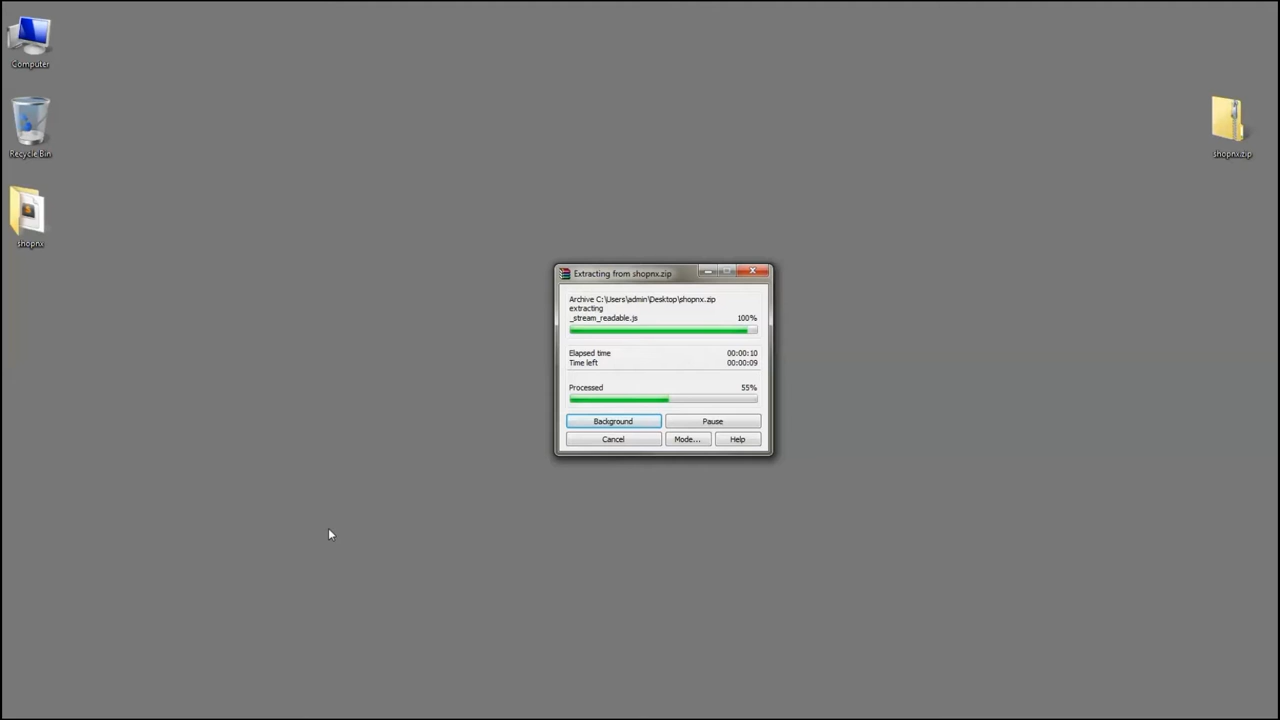 Computer
Recycle Bin
shopnx
shopnx.zip
Extracting from shopnx.zip
Archive C:\Users\admin\Desktop\shopnx.zip
extracting
_stream_readable.js 100%
Elapsed time 00:00:10
Time left 00:00:09
Processed 55%
Background Pause
Cancel Mode... Help